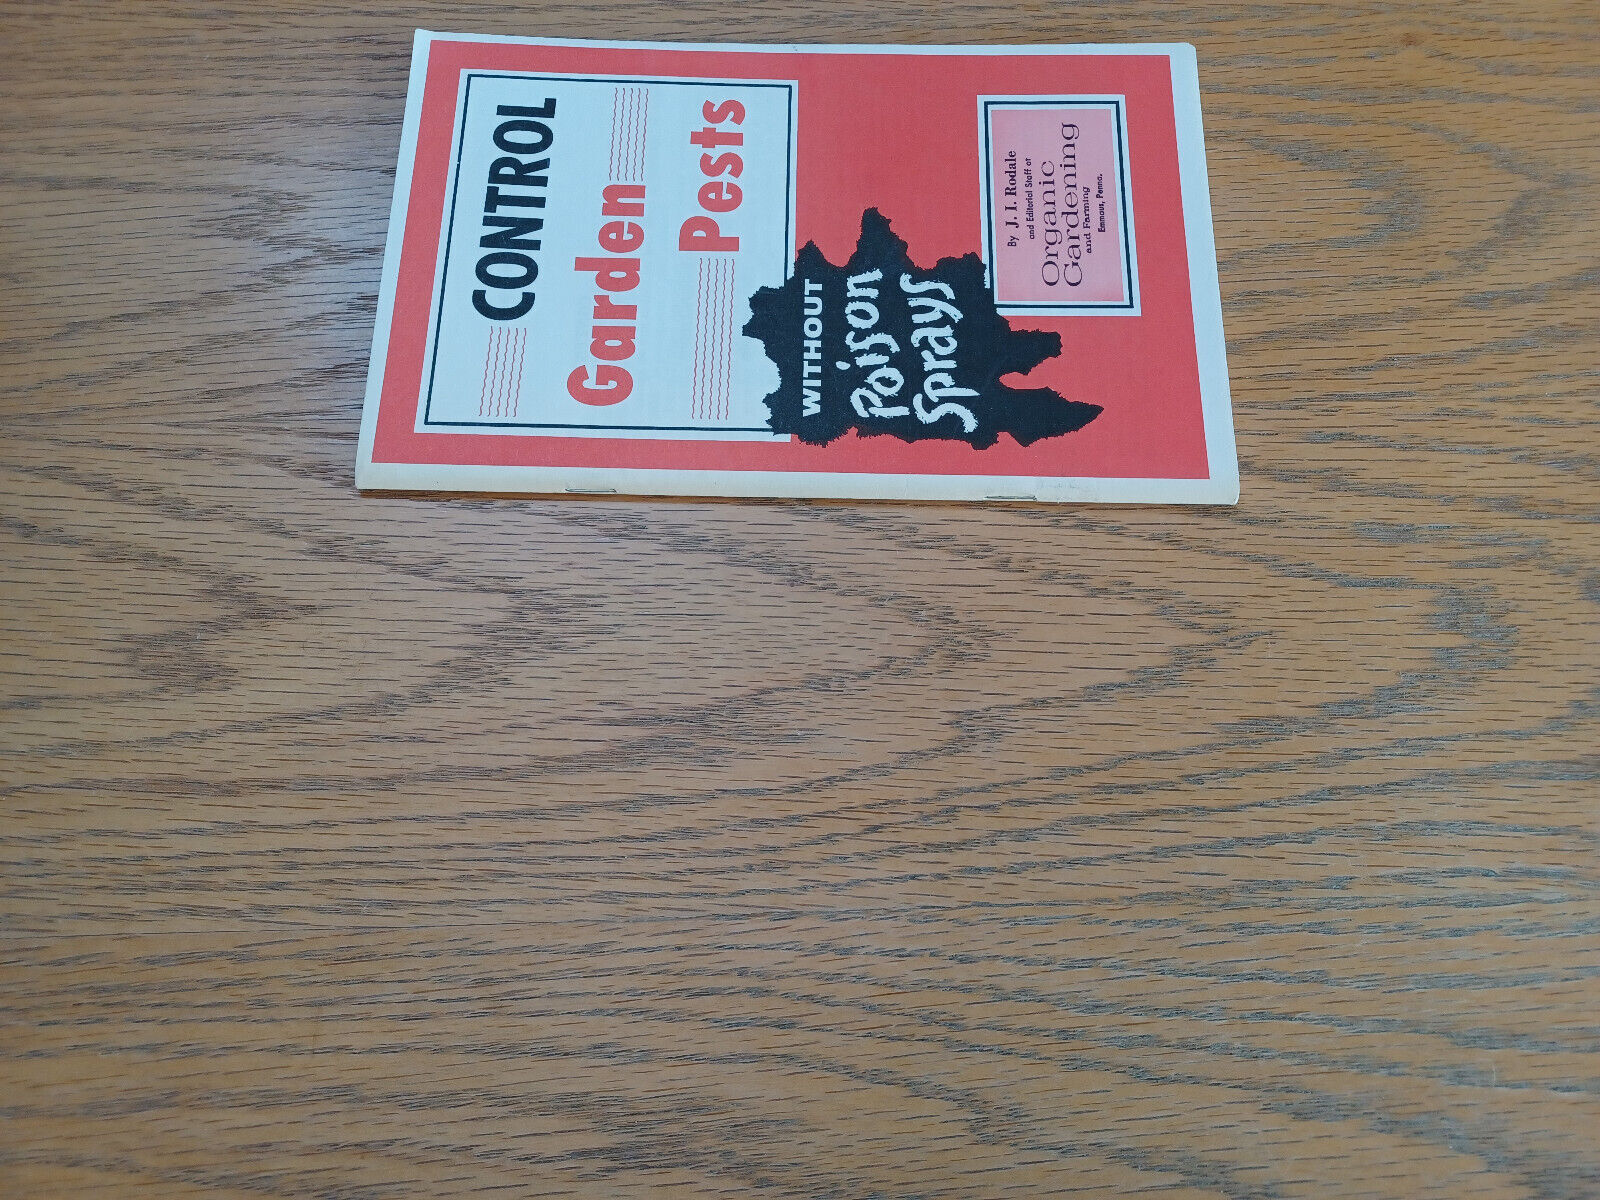 CONTROL
Garden
Pests
WITHOUT
Poison
Sprays
By J. I. Rodale
and Editorial Staff of
Organic
Gardening
and Farming
Emmaus, Penna.